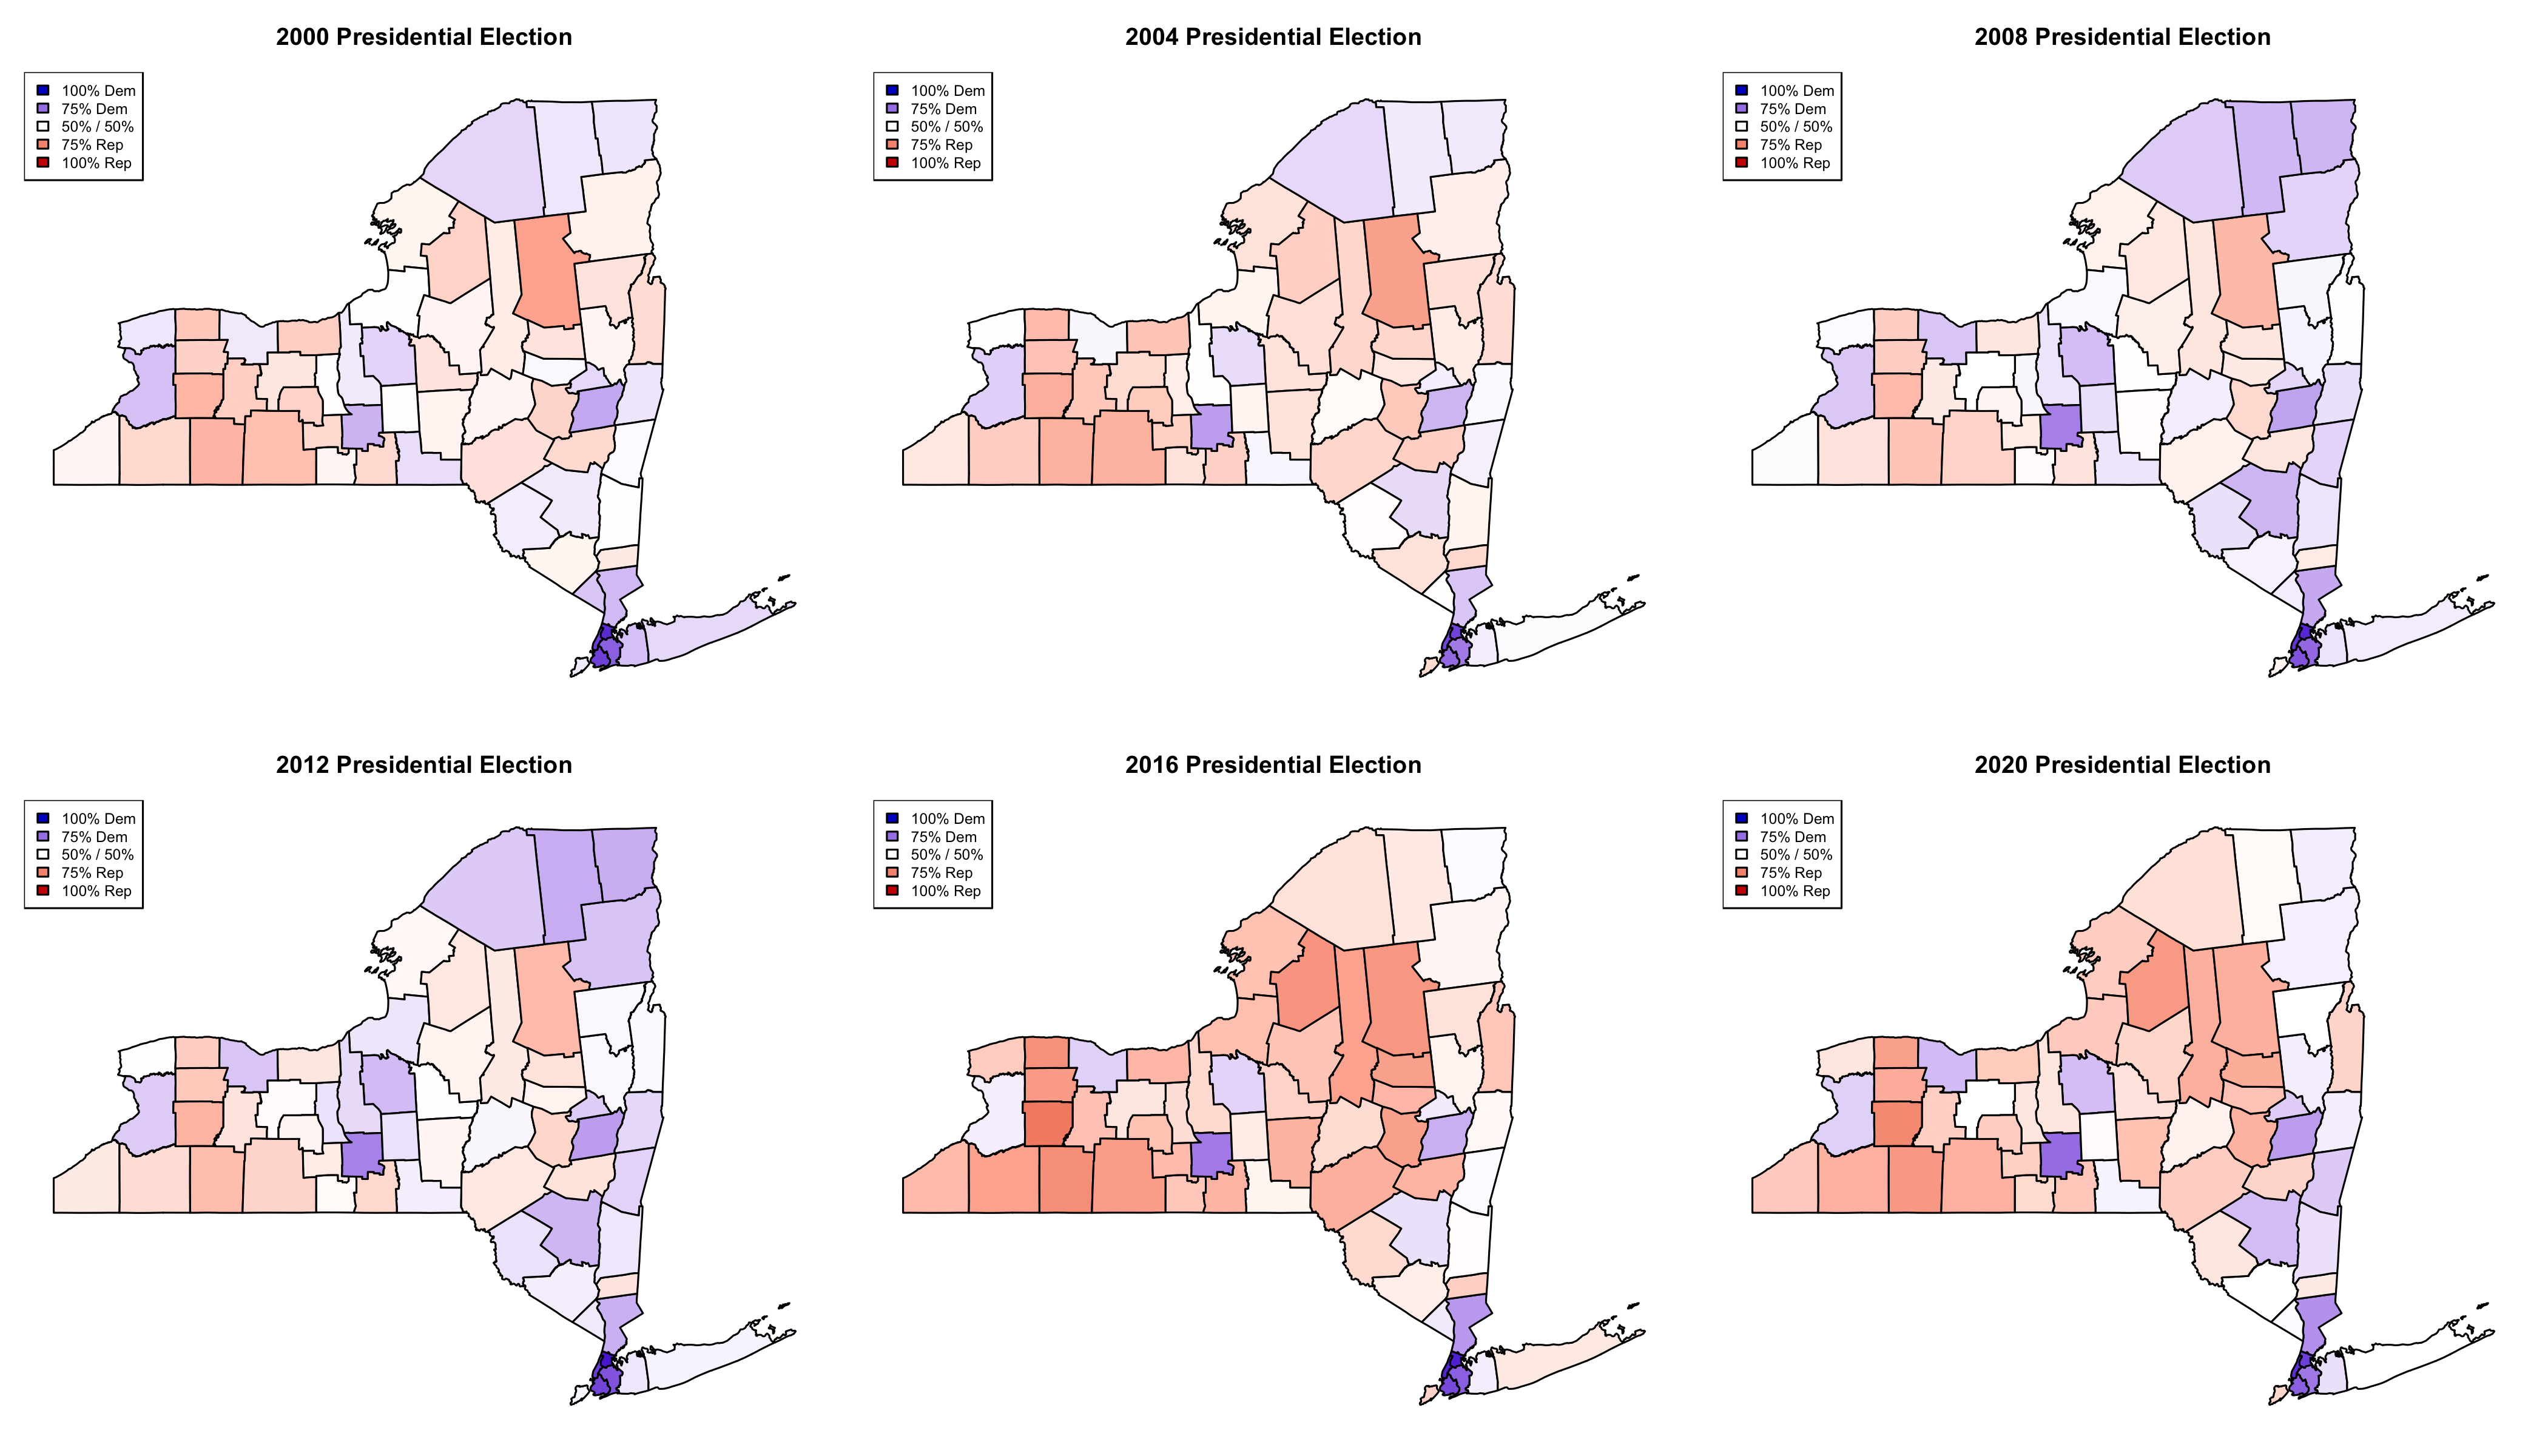 2000 Presidential Election
100% Dem
75% Dem
50% / 50%
75% Rep
100% Rep
2004 Presidential Election
100% Dem
75% Dem
50% / 50%
75% Rep
100% Rep
2008 Presidential Election
100% Dem
75% Dem
50% / 50%
75% Rep
100% Rep
2012 Presidential Election
100% Dem
75% Dem
50% / 50%
75% Rep
100% Rep
2016 Presidential Election
100% Dem
75% Dem
50% / 50%
75% Rep
100% Rep
2020 Presidential Election
100% Dem
75% Dem
50% / 50%
75% Rep
100% Rep